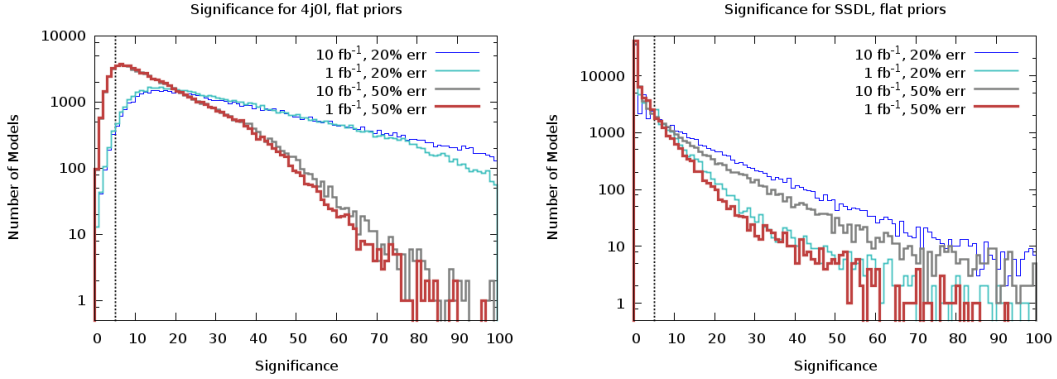 Significance for 4j0l, flat priors
Number of Models
10000
1000
100
10
1
10 fb⁻¹, 20% err
1 fb⁻¹, 20% err
10 fb⁻¹, 50% err
1 fb⁻¹, 50% err
0 10 20 30 40 50 60 70 80 90 100
Significance
Significance for SSDL, flat priors
Number of Models
10000
1000
100
10
1
10 fb⁻¹, 20% err
1 fb⁻¹, 20% err
10 fb⁻¹, 50% err
1 fb⁻¹, 50% err
0 10 20 30 40 50 60 70 80 90 100
Significance